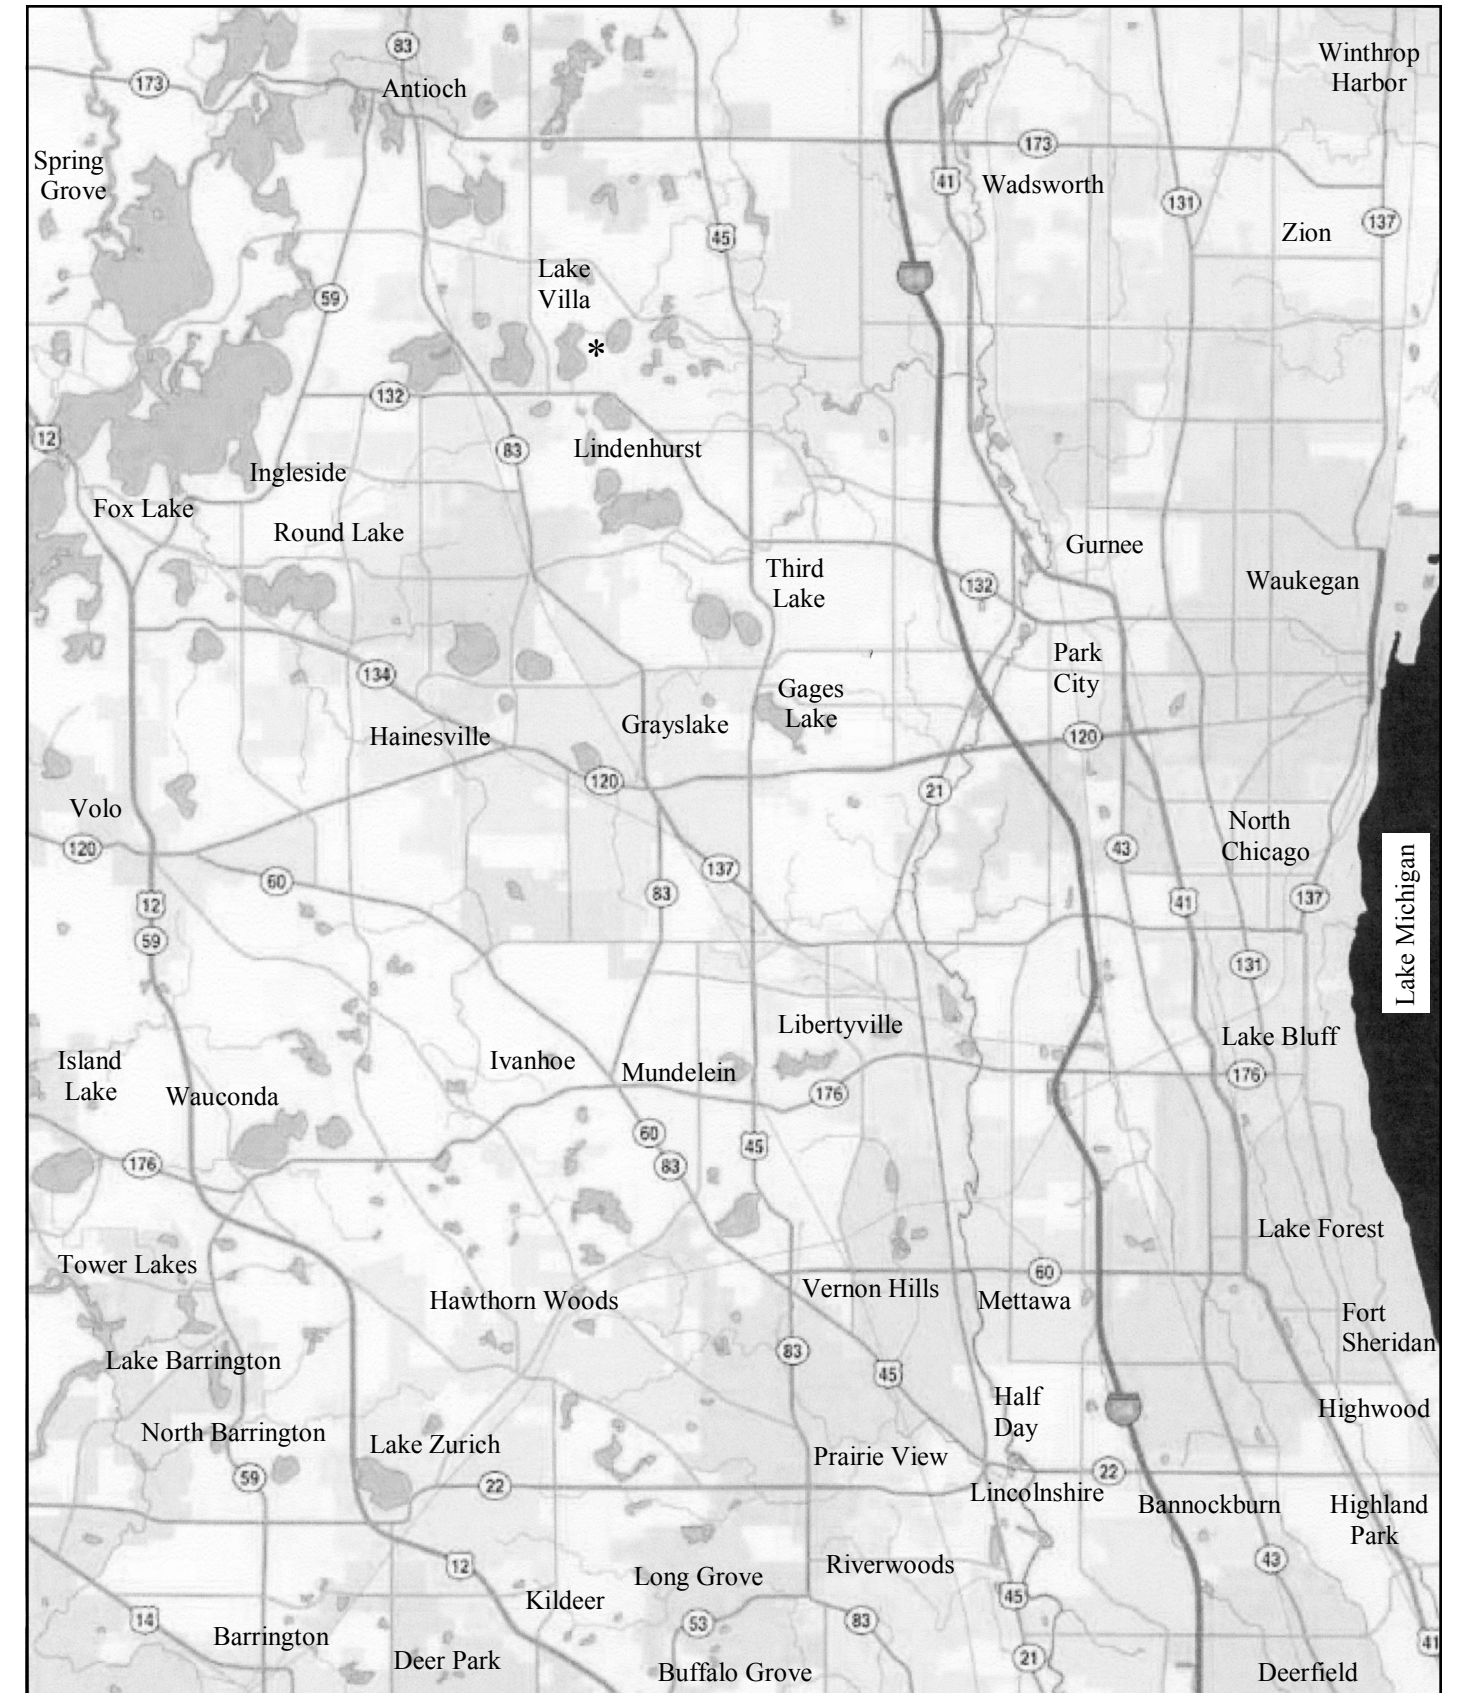 83
Winthrop
Harbor
173
Antioch
173
Spring
Grove
41
Wadsworth
131
137
Zion
45
Lake
Villa
59
*
132
12
83
Lindenhurst
Ingleside
Fox Lake
Round Lake
Gurnee
Third
Lake
132
Waukegan
Park
City
134
Gages
Lake
Grayslake
Hainesville
120
120
21
Volo
120
North
Chicago
43
60
83
137
12
41
137
59
131
Lake Michigan
Libertyville
Lake Bluff
Island
Lake
Ivanhoe
Mundelein
176
Wauconda
176
60
45
176
83
Lake Forest
Tower Lakes
60
Vernon Hills
Mettawa
Hawthorn Woods
Fort
Sheridan
83
Lake Barrington
45
Half
Day
Highwood
North Barrington
Lake Zurich
Prairie View
59
22
22
Lincolnshire
Bannockburn
Highland
Park
12
Riverwoods
43
Long Grove
Kildeer
45
14
53
83
Barrington
41
Deer Park
21
Buffalo Grove
Deerfield